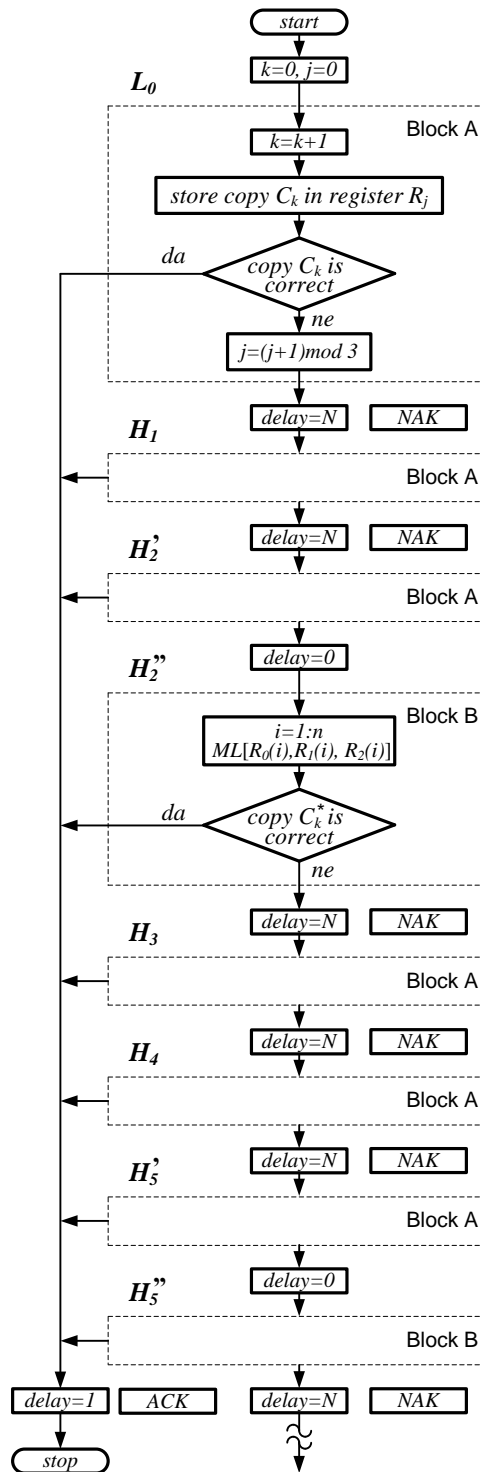 start
k=0, j=0
L₀
Block A
k=k+1
store copy Cₖ in register Rⱼ
da
copy Cₖ is
correct
ne
j=(j+1)mod 3
delay=N NAK
H₁
Block A
delay=N NAK
H₂’
Block A
delay=0
H₂”
Block B
i=1:n
ML[R₀(i),R₁(i), R₂(i)]
da
copy Cₖ* is
correct
ne
delay=N NAK
H₃
Block A
delay=N NAK
H₄
Block A
delay=N NAK
H₅’
Block A
delay=0
H₅”
Block B
delay=1 ACK delay=N NAK
stop